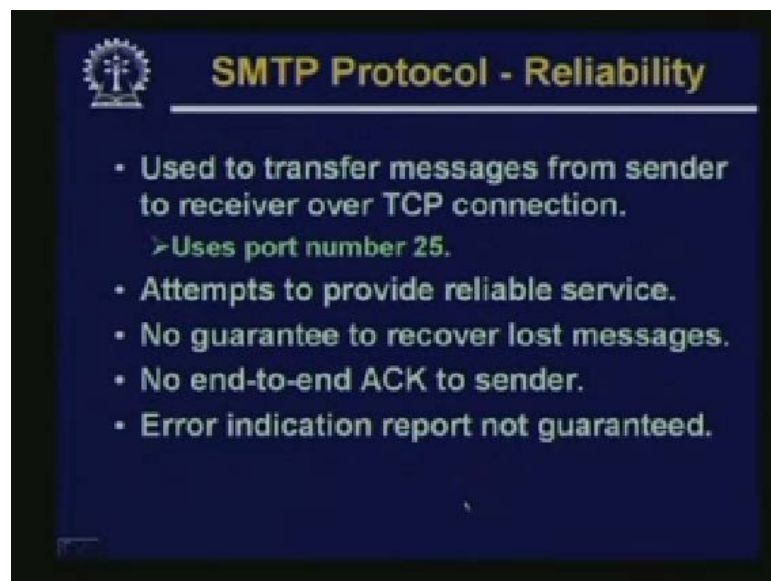 SMTP Protocol - Reliability
• Used to transfer messages from sender
to receiver over TCP connection.
➢Uses port number 25.
• Attempts to provide reliable service.
• No guarantee to recover lost messages.
• No end-to-end ACK to sender.
• Error indication report not guaranteed.